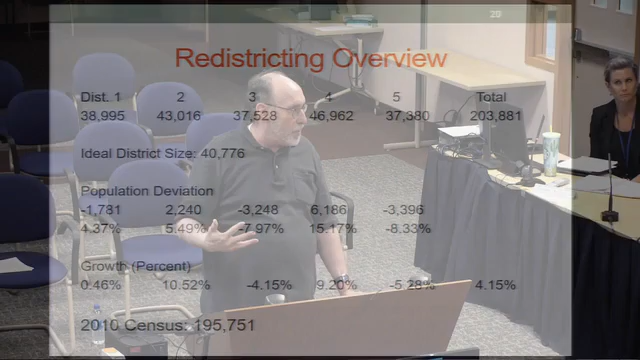 20
Redistricting Overview
Dist. 1 2 3 4 5 Total
38,995 43,016 37,528 46,962 37,380 203,881
Ideal District Size: 40,776
Population Deviation
-1,781 2,240 -3,248 6,186 -3,396
4.37% 5.49% -7.97% 15.17% -8.33%
Growth (Percent)
0.46% 10.52% -4.15% 9.20% -5.28% 4.15%
2010 Census: 195,751